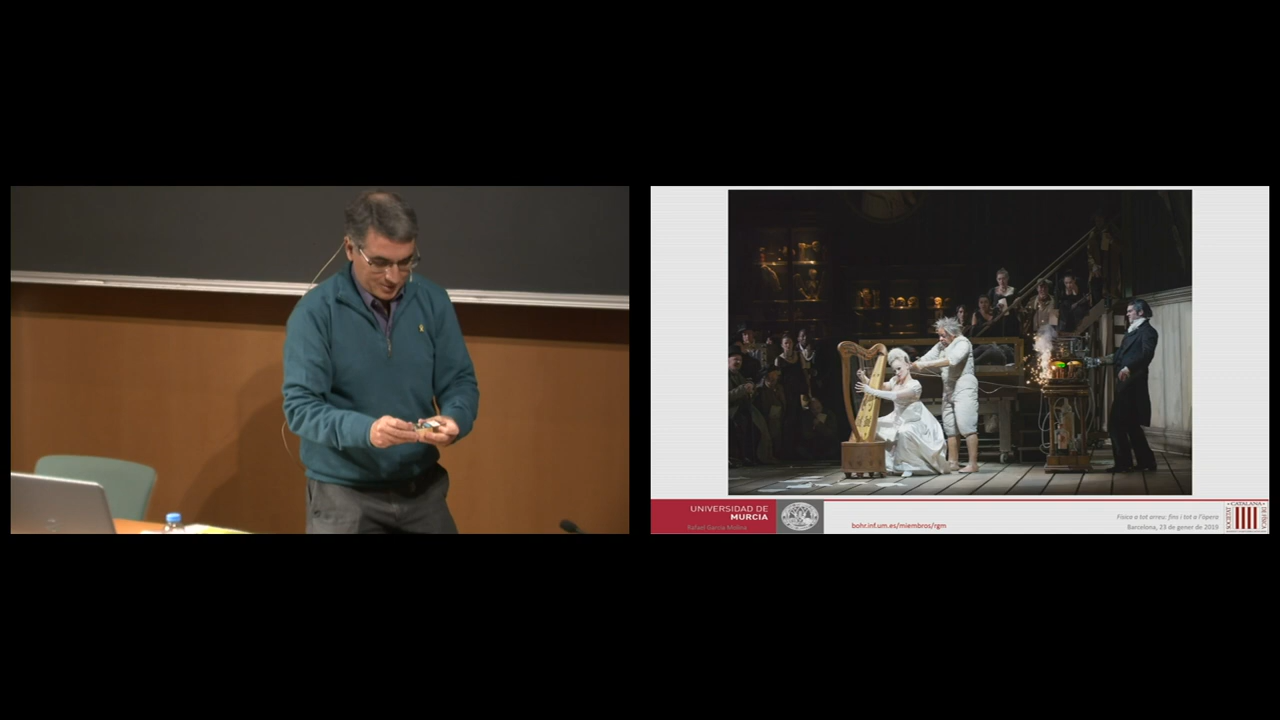 UNIVERSIDAD DE
MURCIA
Rafael García Molina
bohr.inf.um.es/miembros/rgm
Física a tot arreu: fins i tot a l'òpera
Barcelona, 23 de gener de 2019
SOCIETAT
CATALANA
DE FÍSICA